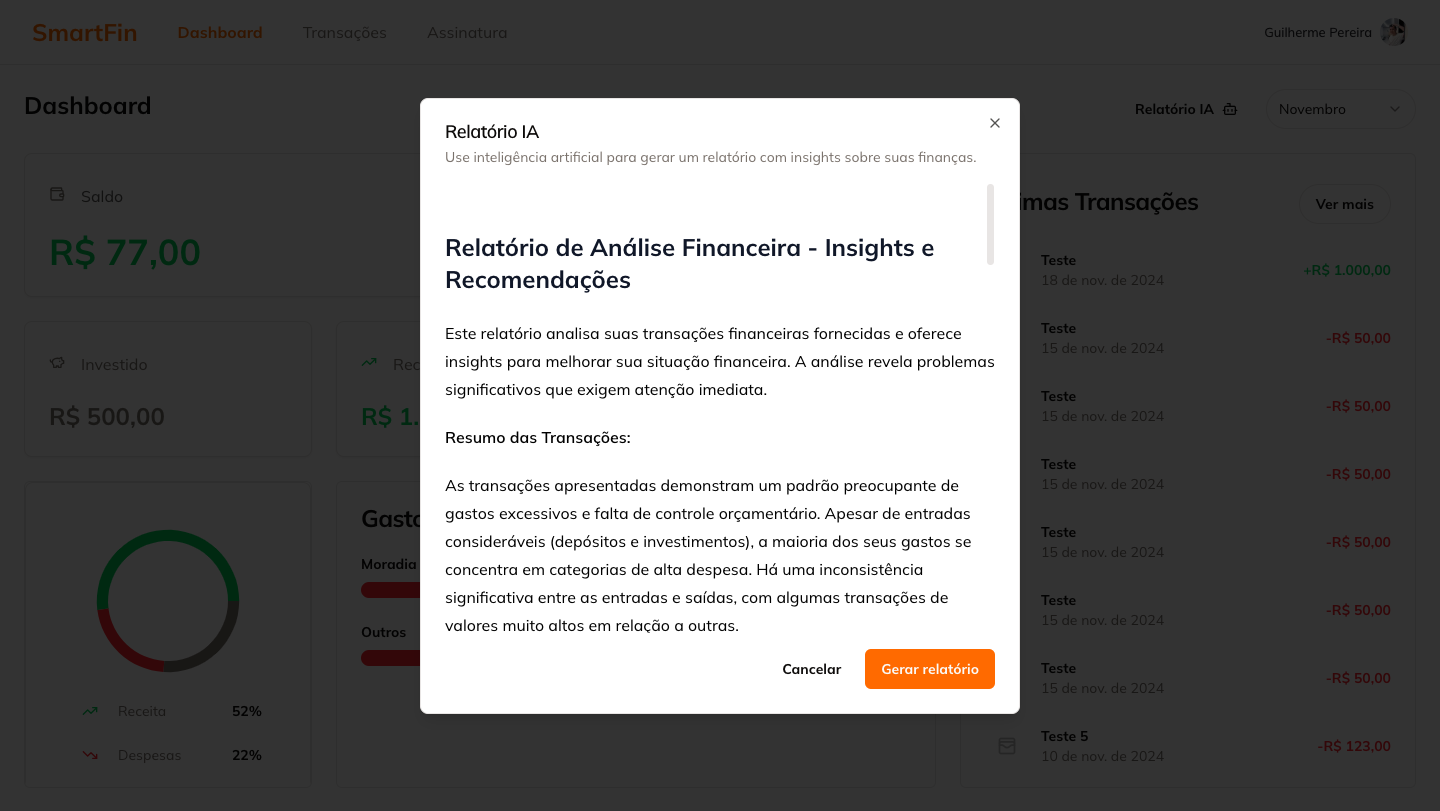 SmartFin
Dashboard
Transações
Assinatura
Guilherme Pereira
Dashboard
Relatório IA
Novembro
Saldo
R$ 77,00
Investido
R$ 500,00
Rec
R$ 1.
Receita
52%
Despesas
22%
Gasto
Moradia
Outros
Relatório IA
Use inteligência artificial para gerar um relatório com insights sobre suas finanças.
Relatório de Análise Financeira - Insights e
Recomendações
Este relatório analisa suas transações financeiras fornecidas e oferece
insights para melhorar sua situação financeira. A análise revela problemas
significativos que exigem atenção imediata.
Resumo das Transações:
As transações apresentadas demonstram um padrão preocupante de
gastos excessivos e falta de controle orçamentário. Apesar de entradas
consideráveis (depósitos e investimentos), a maioria dos seus gastos se
concentra em categorias de alta despesa. Há uma inconsistência
significativa entre as entradas e saídas, com algumas transações de
valores muito altos em relação a outras.
Cancelar
Gerar relatório
imas Transações
Ver mais
Teste
18 de nov. de 2024
+R$ 1.000,00
Teste
15 de nov. de 2024
-R$ 50,00
Teste
15 de nov. de 2024
-R$ 50,00
Teste
15 de nov. de 2024
-R$ 50,00
Teste
15 de nov. de 2024
-R$ 50,00
Teste
15 de nov. de 2024
-R$ 50,00
Teste
15 de nov. de 2024
-R$ 50,00
Teste 5
10 de nov. de 2024
-R$ 123,00